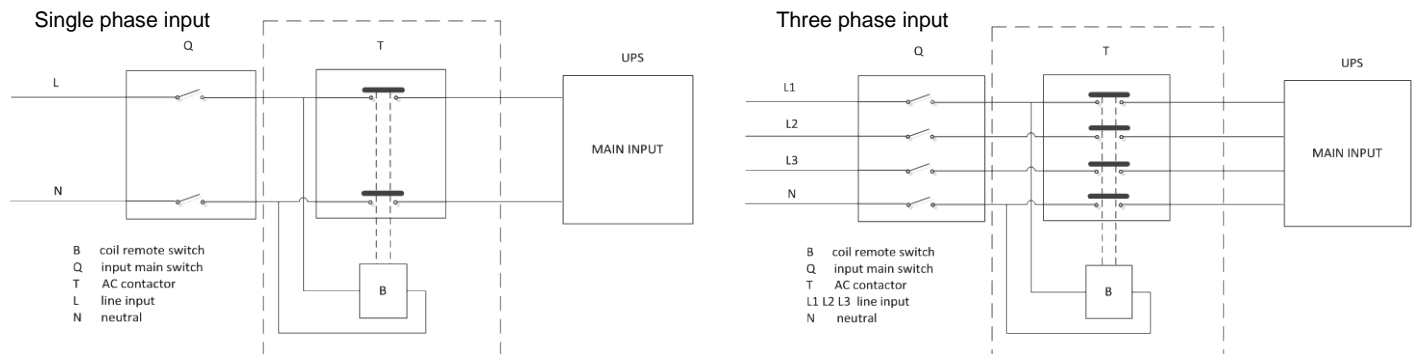 Single phase input
Q
T
UPS
L
MAIN INPUT
N
B coil remote switch
Q input main switch
T AC contactor
L line input
N neutral
B
Three phase input
Q
T
UPS
L1
L2
L3
N
MAIN INPUT
B coil remote switch
Q input main switch
T AC contactor
L1 L2 L3 line input
N neutral
B